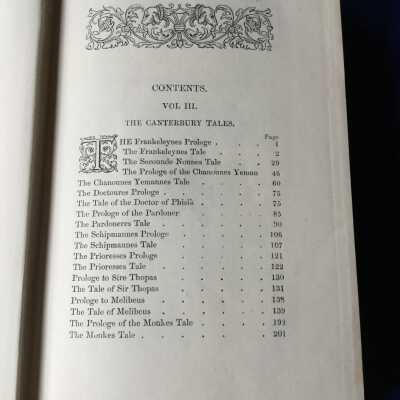 CONTENTS.
VOL III.
THE CANTERBURY TALES.
Page
THE Frankeleynes Prologe . . . 1
The Frankeleynes Tale . . . 2
The Secounde Nonnes Tale . . 29
The Prologe of the Chanounes Yeman 45
The Chanounes Yemannes Tale . . . . 60
The Doctoures Prologe . . . . . 75
The Tale of the Doctor of Phisik . . . . 75
The Prologe of the Pardoner . . . . 85
The Pardoneres Tale . . . . . 90
The Schipmannes Prologe . . . . 106
The Schipmannes Tale . . . . . 107
The Prioresses Prologe . . . . . 121
The Prioresses Tale . . . . . 122
Prologe to Sire Thopas . . . . . 130
The Tale of Sir Thopas . . . . . 131
Prologe to Melibeus . . . . . 138
The Tale of Melibeus . . . . . 139
The Prologe of the Monkes Tale . . . . 193
The Monkes Tale . . . . . . 201